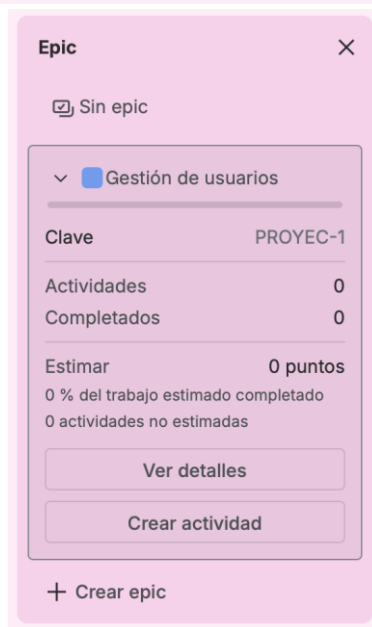 Epic
Sin epic
Gestión de usuarios
Clave PROYEC-1
Actividades 0
Completados 0
Estimar 0 puntos
0 % del trabajo estimado completado
0 actividades no estimadas
Ver detalles
Crear actividad
Crear epic